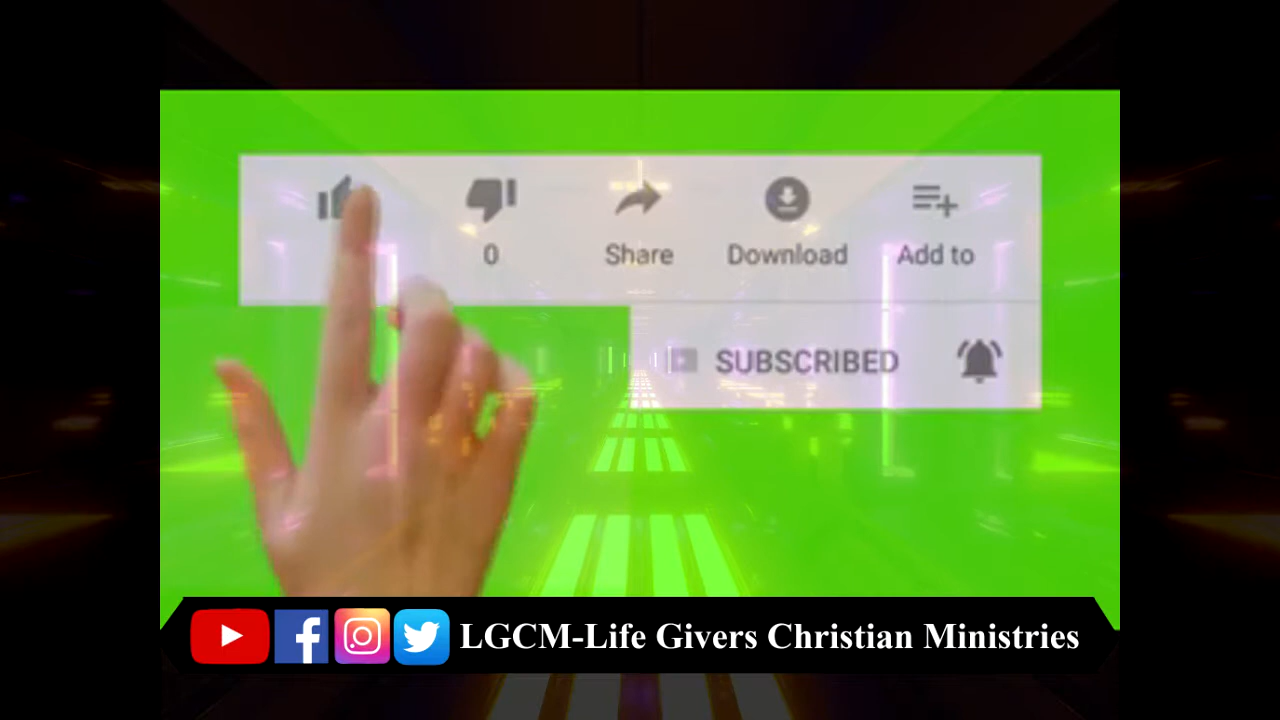 0
Share
Download
Add to
SUBSCRIBED
LGCM-Life Givers Christian Ministries